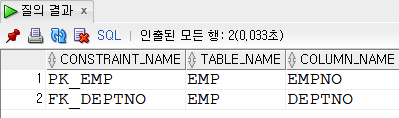 질의 결과 x
SQL | 인출된 모든 행: 2(0,033초)
CONSTRAINT_NAME TABLE_NAME COLUMN_NAME
1 PK_EMP EMP EMPNO
2 FK_DEPTNO EMP DEPTNO